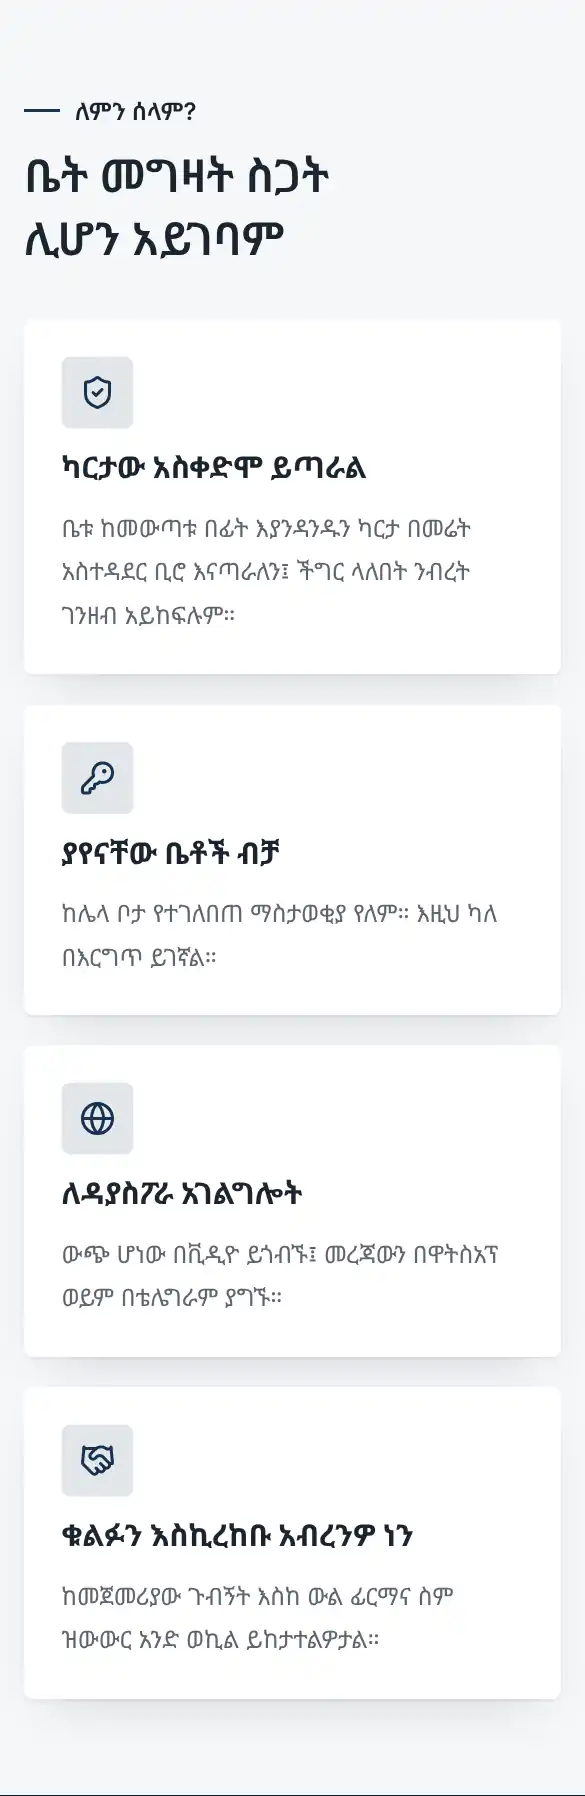 ለምን ሰላም?
ቤት መግዛት ስጋት
ሊሆን አይገባም
ካርታው አስቀድሞ ይጣራል
ቤቱ ከመውጣቱ በፊት እያንዳንዱን ካርታ በመሬት
አስተዳደር ቢሮ እናጣራለን፤ ችግር ላለበት ንብረት
ገንዘብ አይከፍሉም።
ያየናቸው ቤቶች ብቻ
ከሌላ ቦታ የተገለበጠ ማስታወቂያ የለም። እዚህ ካለ
በእርግጥ ይገኛል።
ለዳያስፖራ አገልግሎት
ውጭ ሆነው በቪዲዮ ይጎብኙ፤ መረጃውን በዋትስአፕ
ወይም በቴሌግራም ያግኙ።
ቁልፉን እስኪረከቡ አብረንዎ ነን
ከመጀመሪያው ጉብኝት እስከ ውል ፊርማና ስም
ዝውውር አንድ ወኪል ይከታተልዎታል።